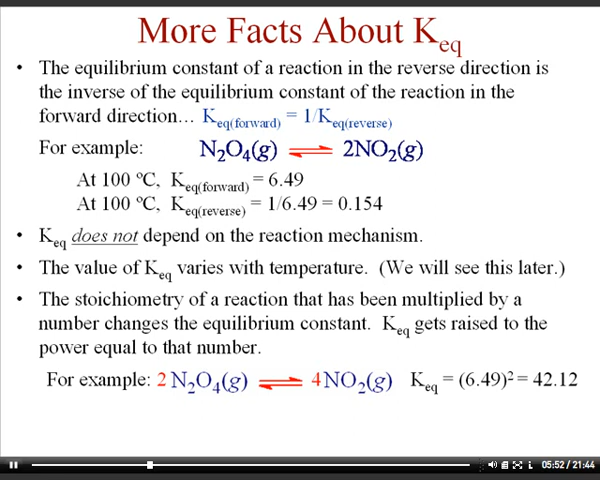 More Facts About Keq
• The equilibrium constant of a reaction in the reverse direction is
the inverse of the equilibrium constant of the reaction in the
forward direction… Keq(forward) = 1/Keq(reverse)
For example: N2O4(g) ⇌ 2NO2(g)
At 100 ºC, Keq(forward) = 6.49
At 100 ºC, Keq(reverse) = 1/6.49 = 0.154
• Keq does not depend on the reaction mechanism.
• The value of Keq varies with temperature. (We will see this later.)
• The stoichiometry of a reaction that has been multiplied by a
number changes the equilibrium constant. Keq gets raised to the
power equal to that number.
For example: 2 N2O4(g) ⇌ 4NO2(g) Keq = (6.49)² = 42.12
05:52 / 21:44